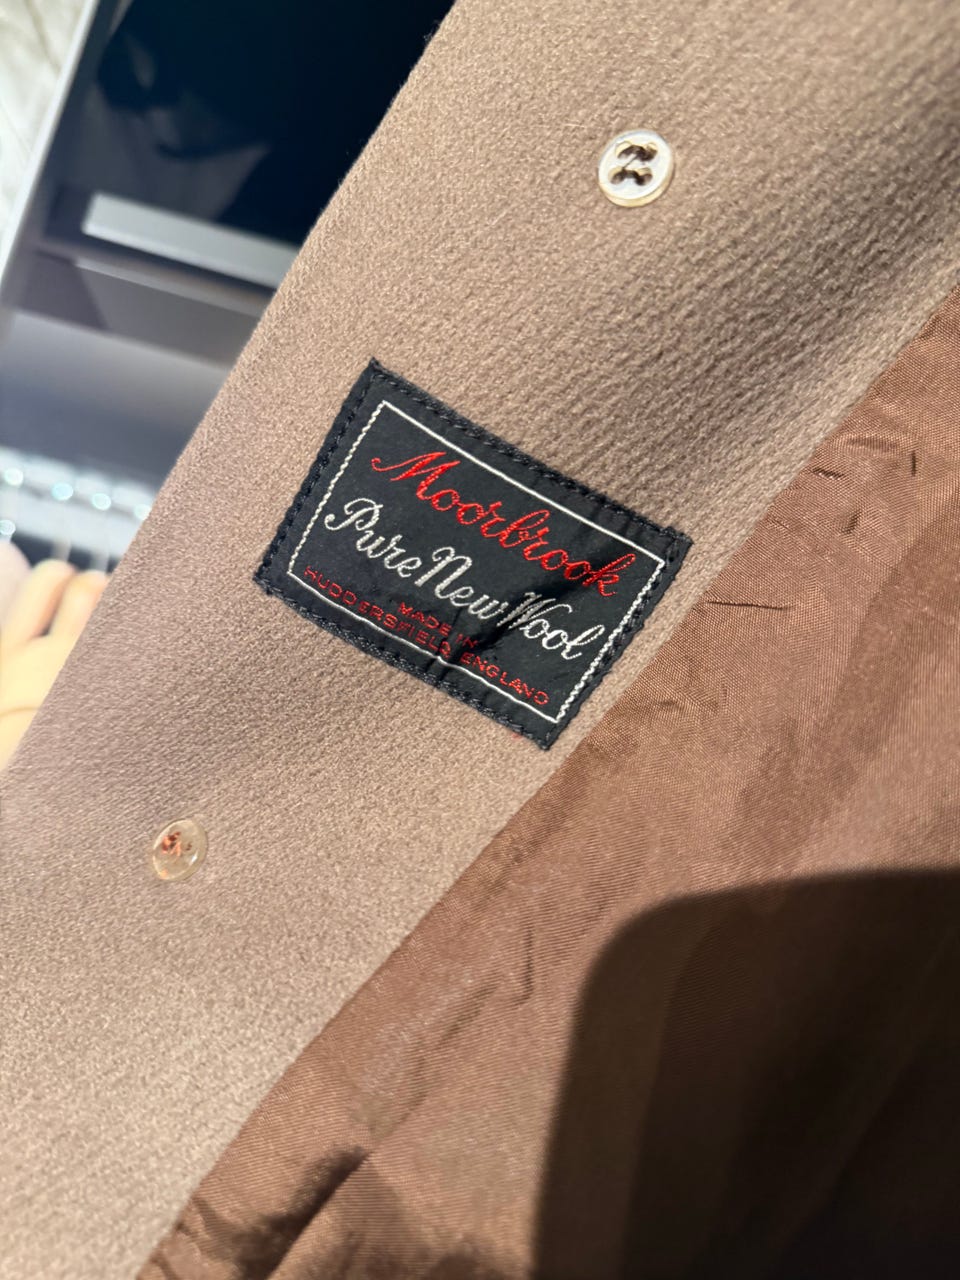 Moorbrook
Pure New Wool
MADE IN
HUDDERSFIELD ENGLAND